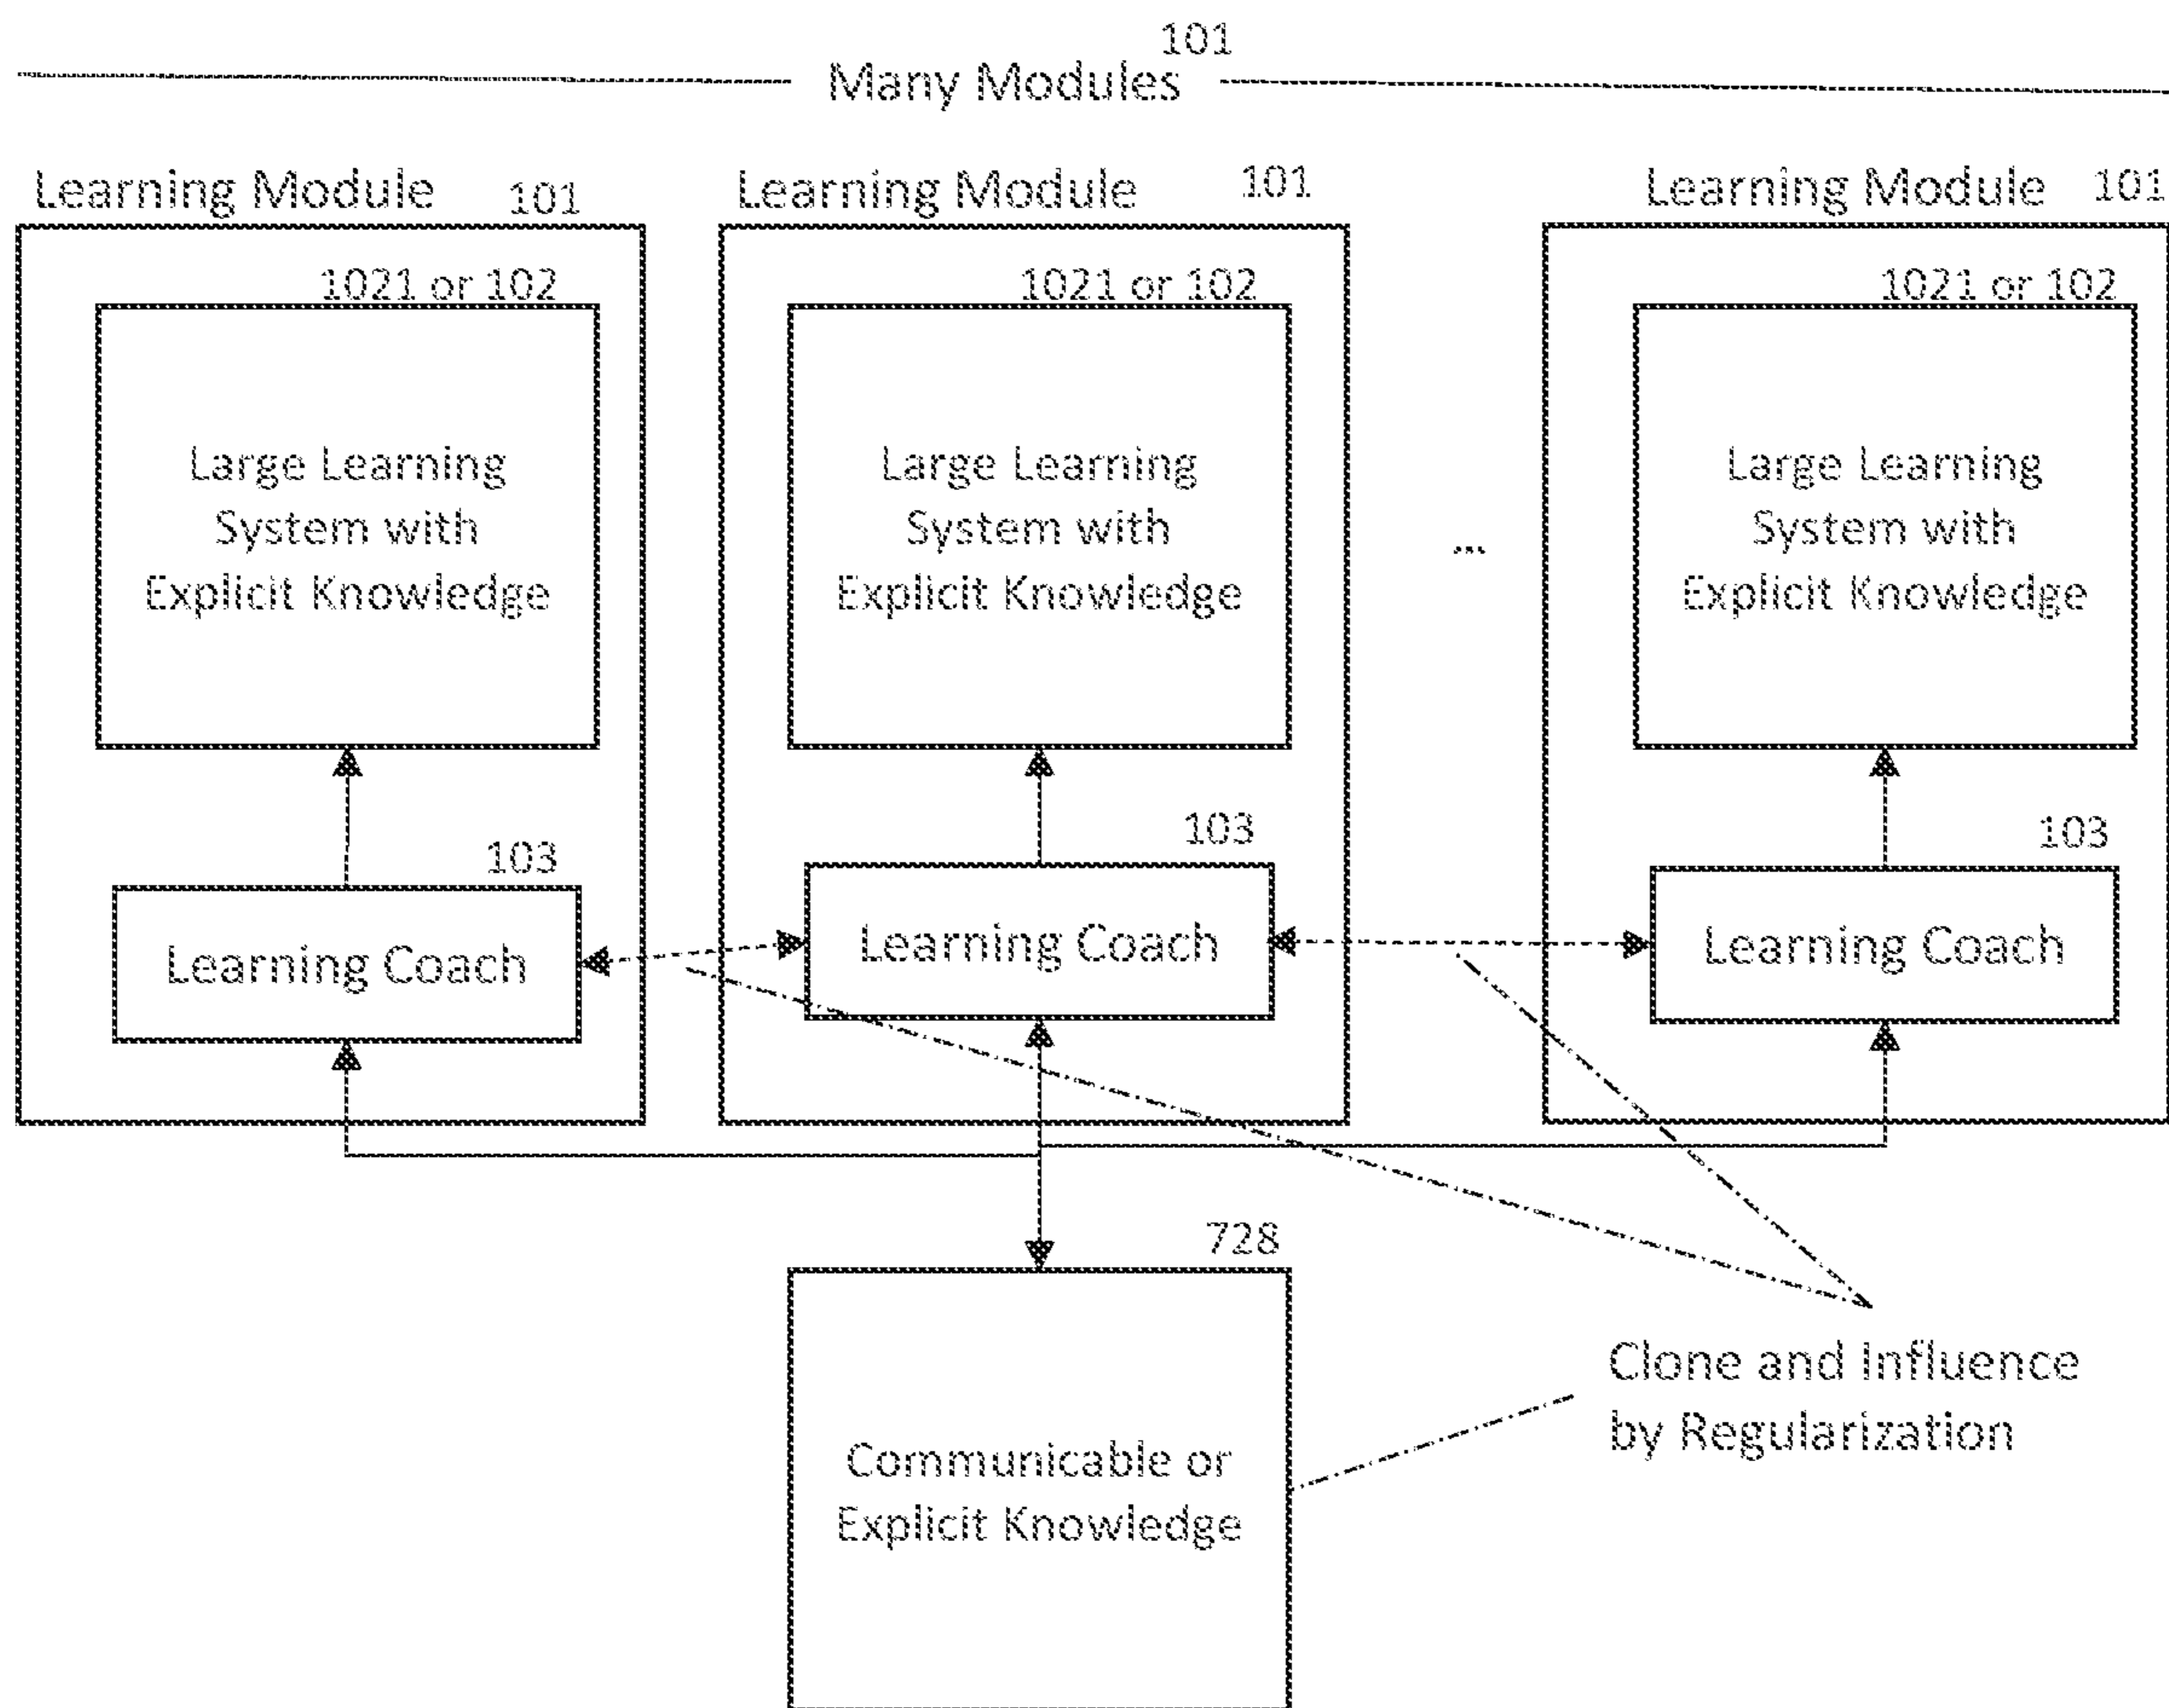 101
Many Modules
Learning Module 101
Learning Module 101
Learning Module 101
1021 or 102
1021 or 102
1021 or 102
Large Learning
System with
Explicit Knowledge
Large Learning
System with
Explicit Knowledge
...
Large Learning
System with
Explicit Knowledge
103
103
103
Learning Coach
Learning Coach
Learning Coach
728
Communicable or
Explicit Knowledge
Clone and Influence
by Regularization